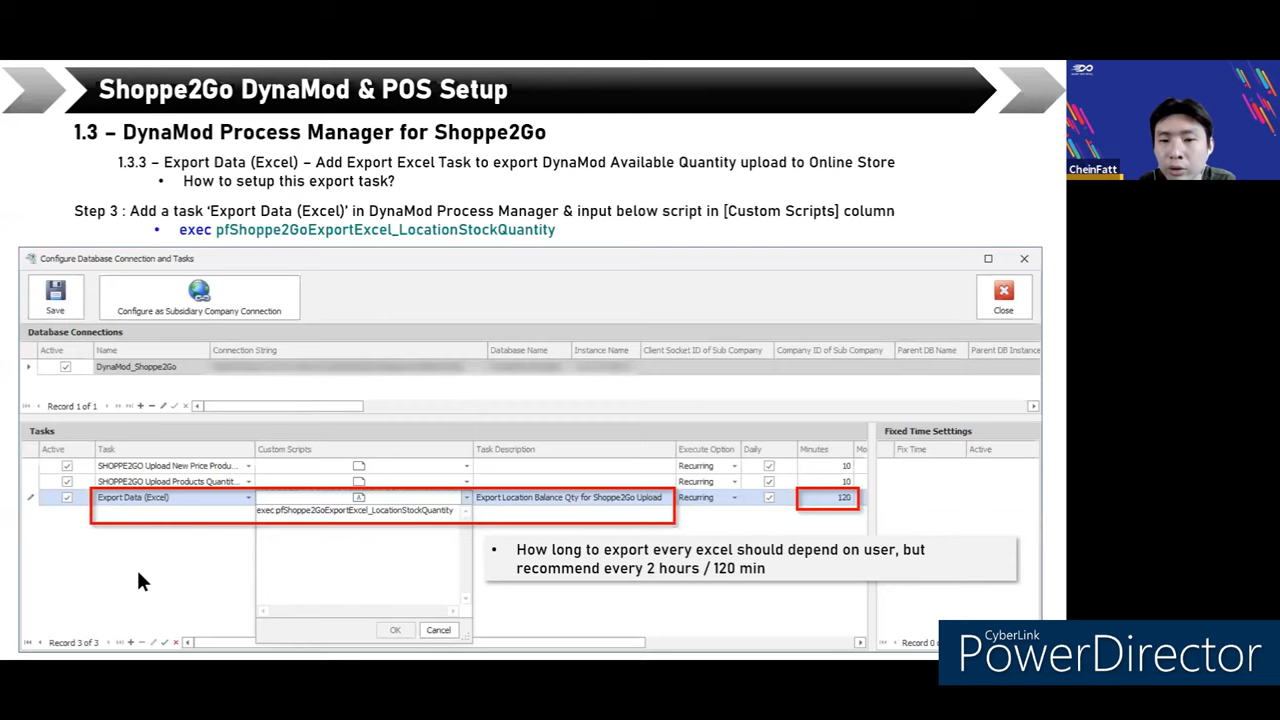 Shoppe2Go DynaMod & POS Setup
1.3 – DynaMod Process Manager for Shoppe2Go
1.3.3 – Export Data (Excel) – Add Export Excel Task to export DynaMod Available Quantity upload to Online Store
• How to setup this export task?
Step 3 : Add a task ‘Export Data (Excel)’ in DynaMod Process Manager & input below script in [Custom Scripts] column
• exec pfShoppe2GoExportExcel_LocationStockQuantity
CheinFatt
Configure Database Connection and Tasks
Save
Configure as Subsidiary Company Connection
Close
Database Connections
Active Name Connection String Database Name Instance Name Client Socket ID of Sub Company Company ID of Sub Company Parent DB Name Parent DB Instance
DynaMod_Shoppe2Go
Record 1 of 1
Tasks
Fixed Time Setttings
Active Task Custom Scripts Task Description Execute Option Daily Minutes Mo
Fix Time Active
SHOPPE2GO Upload New Price Produ... Recurring 10
SHOPPE2GO Upload Products Quantit... Recurring 10
Export Data (Excel) Export Location Balance Qty for Shoppe2Go Upload Recurring 120
exec pfShoppe2GoExportExcel_LocationStockQuantity
• How long to export every excel should depend on user, but
recommend every 2 hours / 120 min
OK Cancel
Record 3 of 3
Record 0
CyberLink
PowerDirector